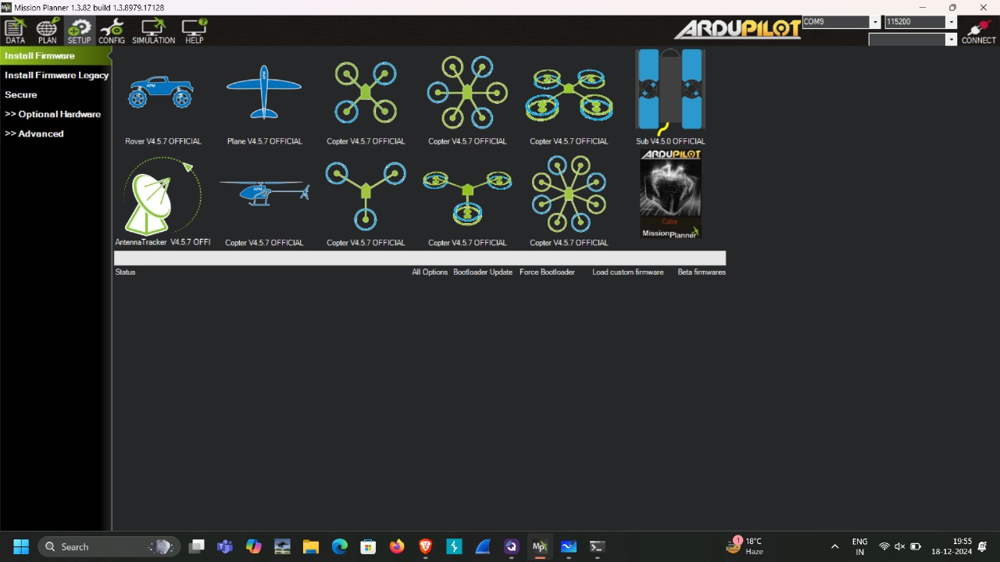 Mission Planner 1.3.82 build 1.3.8979.17128
DATA PLAN SETUP CONFIG SIMULATION HELP
ARDUPILOT
COM9 115200
CONNECT
Install Firmware
Install Firmware Legacy
Secure
>> Optional Hardware
>> Advanced
APM
Rover V4.5.7 OFFICIAL Plane V4.5.7 OFFICIAL Copter V4.5.7 OFFICIAL Copter V4.5.7 OFFICIAL Copter V4.5.7 OFFICIAL Sub V4.5.0 OFFICIAL
ARDUPILOT
APM
Cube
Mission Planner
AntennaTracker V4.5.7 OFFI Copter V4.5.7 OFFICIAL Copter V4.5.7 OFFICIAL Copter V4.5.7 OFFICIAL Copter V4.5.7 OFFICIAL
Status All Options Bootloader Update Force Bootloader Load custom firmware Beta firmwares
Search
1
18°C
Haze
ENG
IN
19:55
18-12-2024